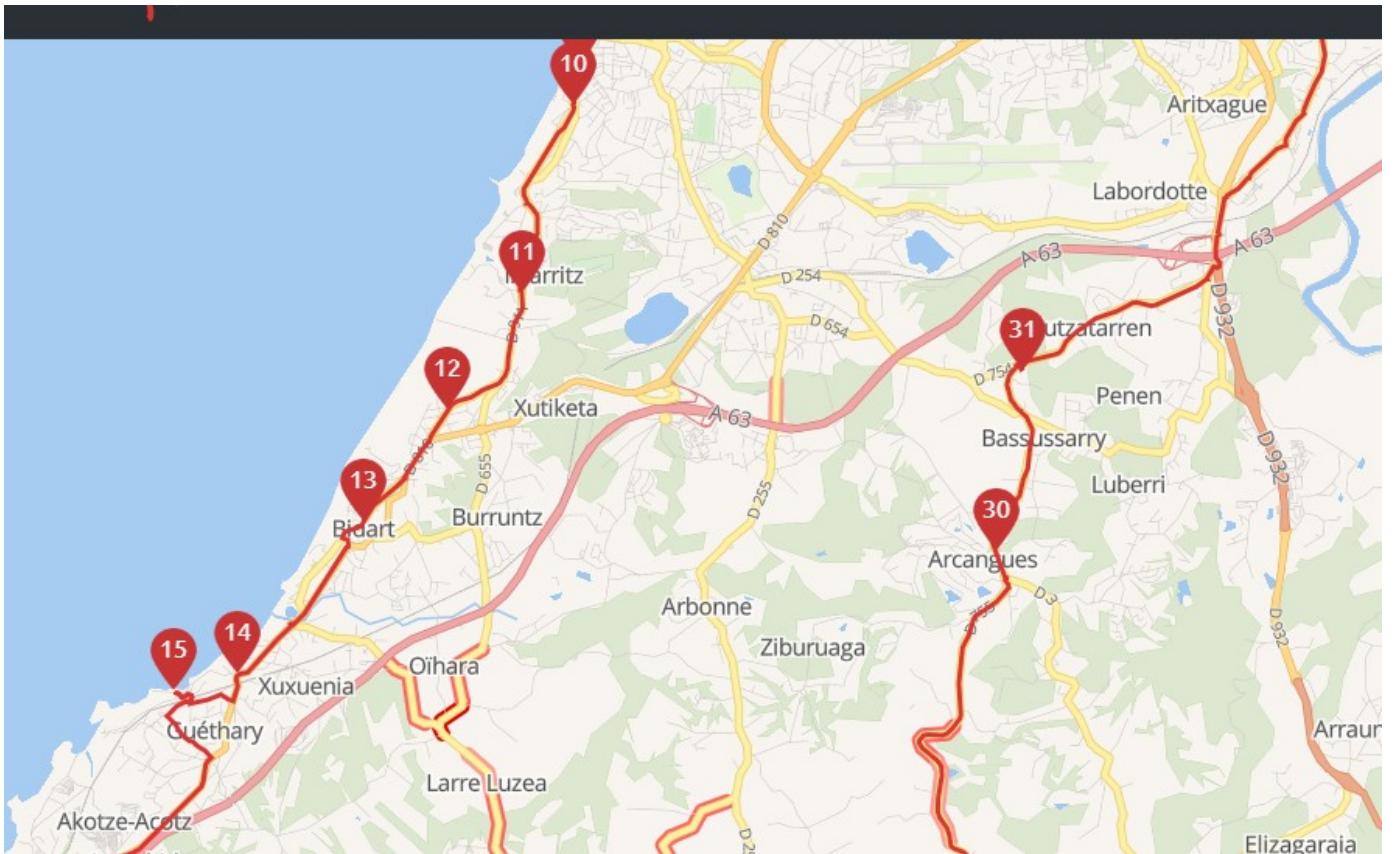 10
Aritxague
Labordotte
D 810
11
A 63
A 63
D 254
D 932
D 654
31
D 754
12
Xutiketa
A 63
Penen
Bassussarry
D 932
D 655
13
D 255
Luberri
Bidart
Burruntz
30
Arcangues
Arbonne
D 3
D 755
D 932
14
15
Ziburuaga
Oïhara
Xuxuenia
Guéthary
Larre Luzea
Akotze-Acotz
Elizagaraia